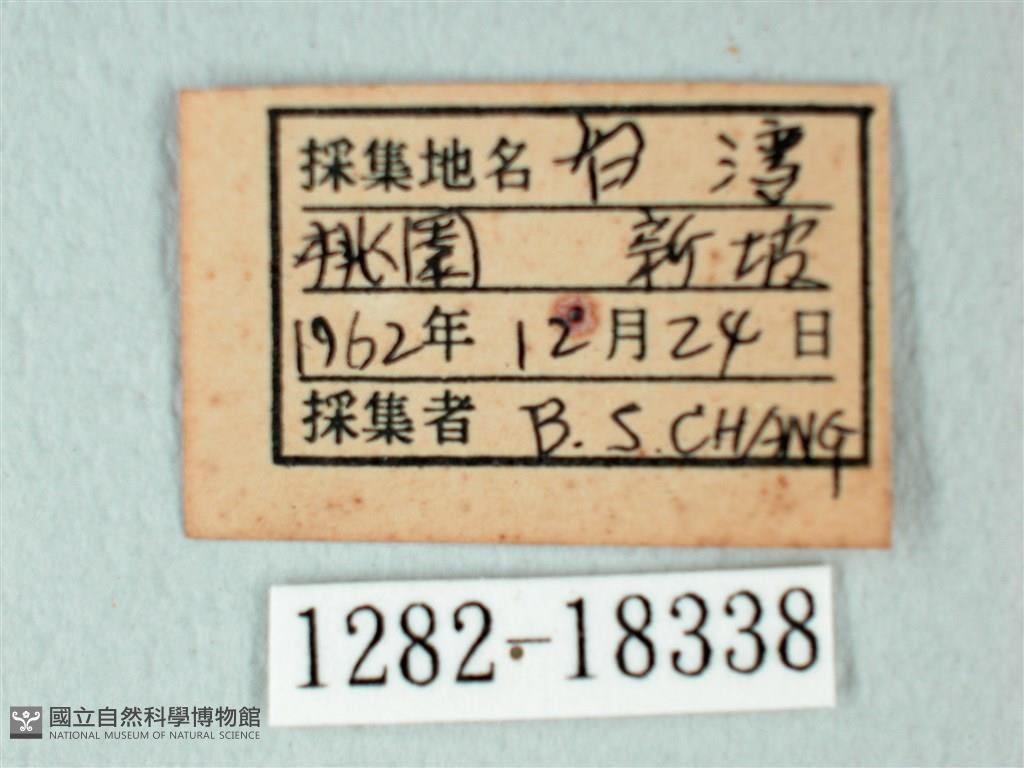 採集地名 台湾
桃園 新坡
1962年 12月24日
採集者 B. S. CHANG
1282-18338
國立自然科學博物館
NATIONAL MUSEUM OF NATURAL SCIENCE